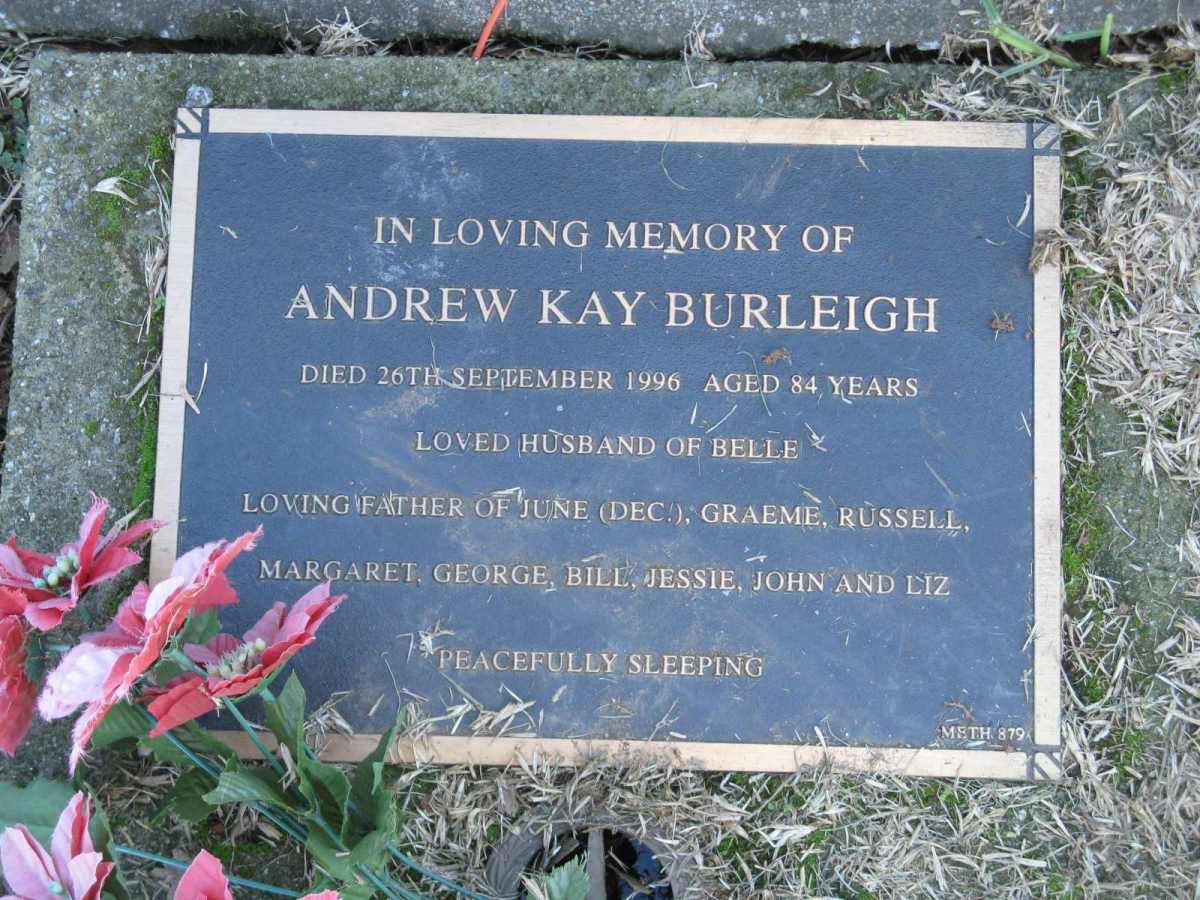 IN LOVING MEMORY OF
ANDREW KAY BURLEIGH
DIED 26TH SEPTEMBER 1996 AGED 84 YEARS
LOVED HUSBAND OF BELLE
LOVING FATHER OF JUNE (DEC.), GRAEME, RUSSELL,
MARGARET, GEORGE, BILL, JESSIE, JOHN AND LIZ
PEACEFULLY SLEEPING
METH 879